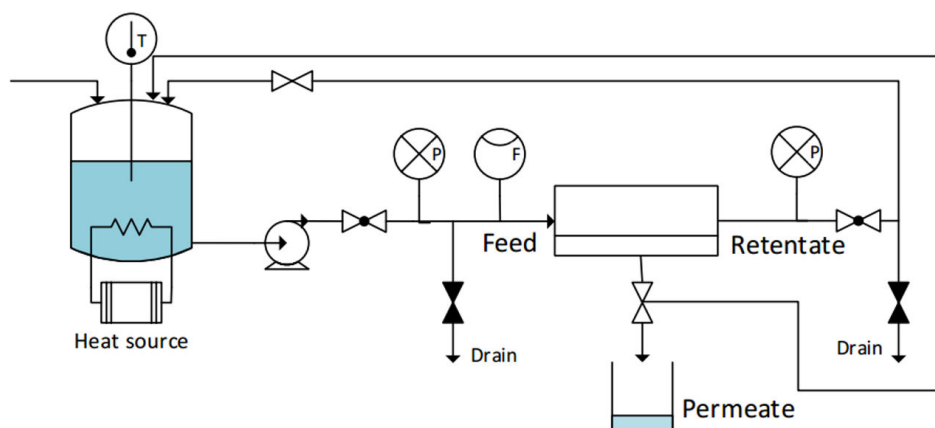 T
P
F
P
Feed
Retentate
Heat source
Drain
Drain
Permeate